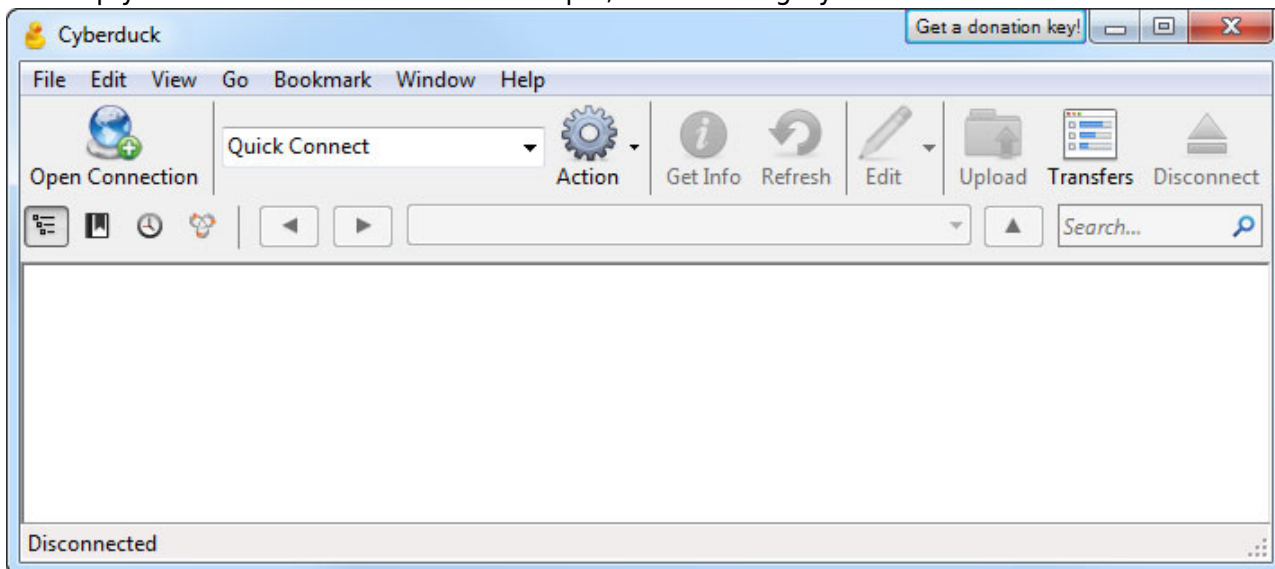 Cyberduck
Get a donation key!
File Edit View Go Bookmark Window Help
Quick Connect
Open Connection Action Get Info Refresh Edit Upload Transfers Disconnect
Search...
Disconnected